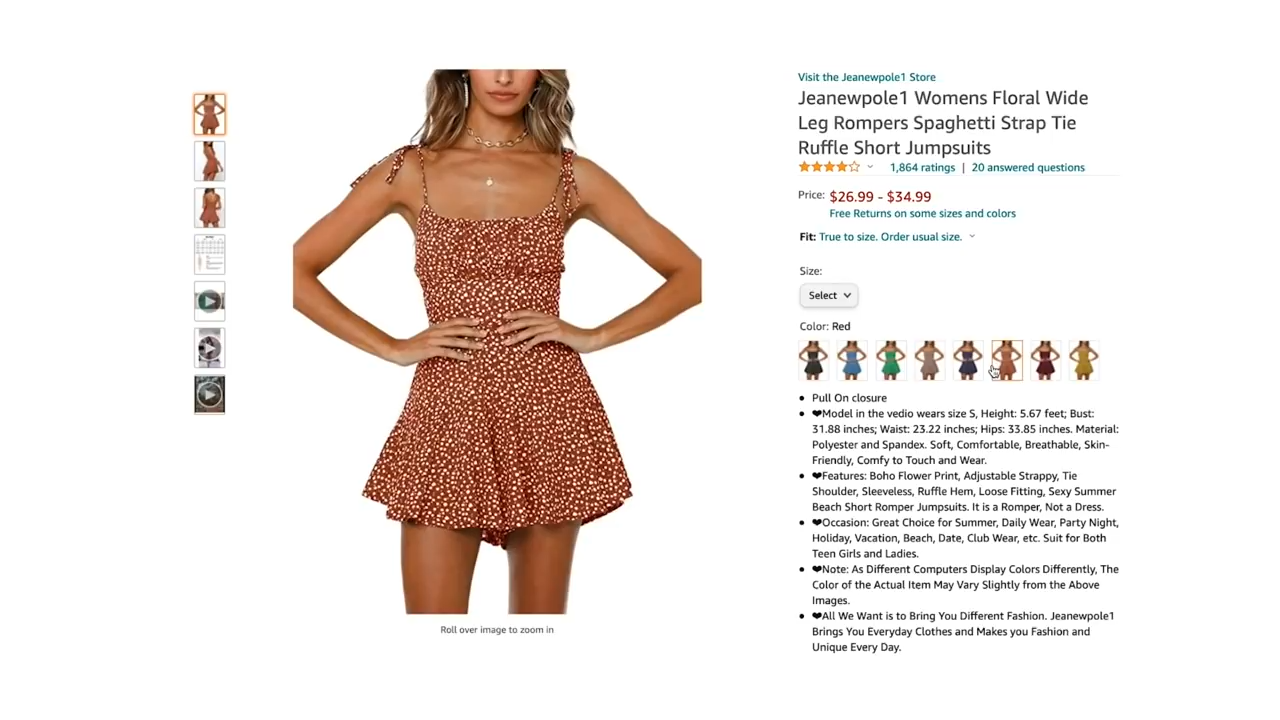 Visit the Jeanewpole1 Store
Jeanewpole1 Womens Floral Wide
Leg Rompers Spaghetti Strap Tie
Ruffle Short Jumpsuits
1,864 ratings | 20 answered questions
Price: $26.99 - $34.99
Free Returns on some sizes and colors
Fit: True to size. Order usual size.
Size:
Select
Color: Red
• Pull On closure
• ❤Model in the vedio wears size S, Height: 5.67 feet; Bust:
31.88 inches; Waist: 23.22 inches; Hips: 33.85 inches. Material:
Polyester and Spandex. Soft, Comfortable, Breathable, Skin-
Friendly, Comfy to Touch and Wear.
• ❤Features: Boho Flower Print, Adjustable Strappy, Tie
Shoulder, Sleeveless, Ruffle Hem, Loose Fitting, Sexy Summer
Beach Short Romper Jumpsuits. It is a Romper, Not a Dress.
• ❤Occasion: Great Choice for Summer, Daily Wear, Party Night,
Holiday, Vacation, Beach, Date, Club Wear, etc. Suit for Both
Teen Girls and Ladies.
• ❤Note: As Different Computers Display Colors Differently, The
Color of the Actual Item May Vary Slightly from the Above
Images.
• ❤All We Want is to Bring You Different Fashion. Jeanewpole1
Brings You Everyday Clothes and Makes you Fashion and
Unique Every Day.
Roll over image to zoom in